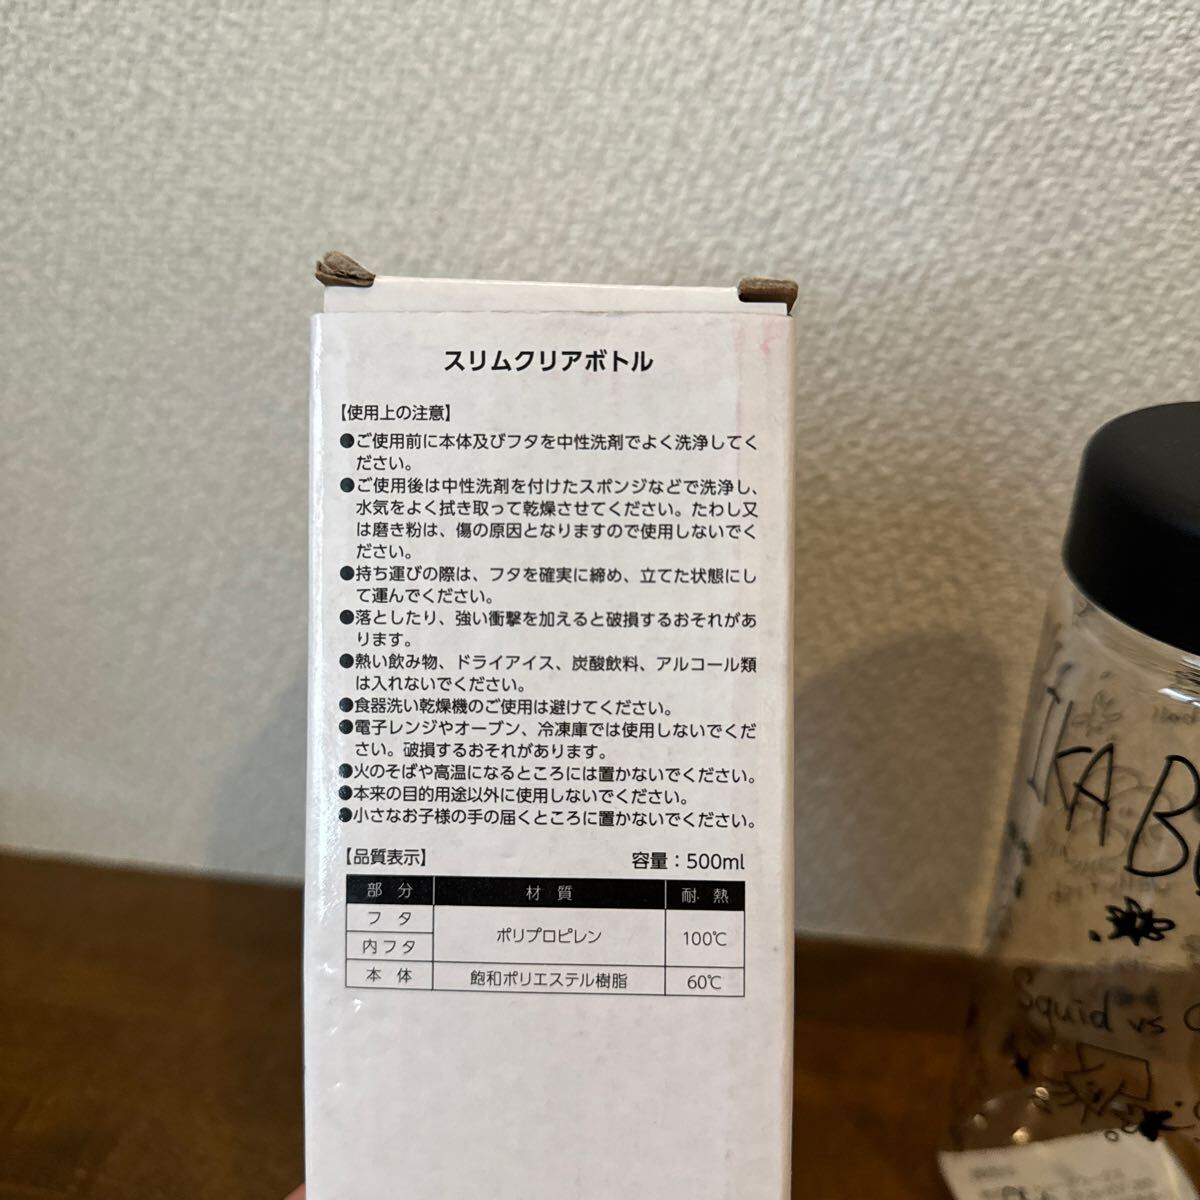 スリムクリアボトル
【使用上の注意】
●ご使用前に本体及びフタを中性洗剤でよく洗浄してく
ださい。
●ご使用後は中性洗剤を付けたスポンジなどで洗浄し、
水気をよく拭き取って乾燥させてください。たわし又
は磨き粉は、傷の原因となりますので使用しないでく
ださい。
●持ち運びの際は、フタを確実に締め、立てた状態にし
て運んでください。
●落としたり、強い衝撃を加えると破損するおそれがあ
ります。
●熱い飲み物、ドライアイス、炭酸飲料、アルコール類
は入れないでください。
●食器洗い乾燥機のご使用は避けてください。
●電子レンジやオーブン、冷凍庫では使用しないでくだ
さい。破損するおそれがあります。
●火のそばや高温になるところには置かないでください。
●本来の目的用途以外に使用しないでください。
●小さなお子様の手の届くところに置かないでください。
【品質表示】 容量：500ml
部分 材質 耐熱
フタ
内フタ
ポリプロピレン 100℃
本体 飽和ポリエステル樹脂 60℃
Squid vs